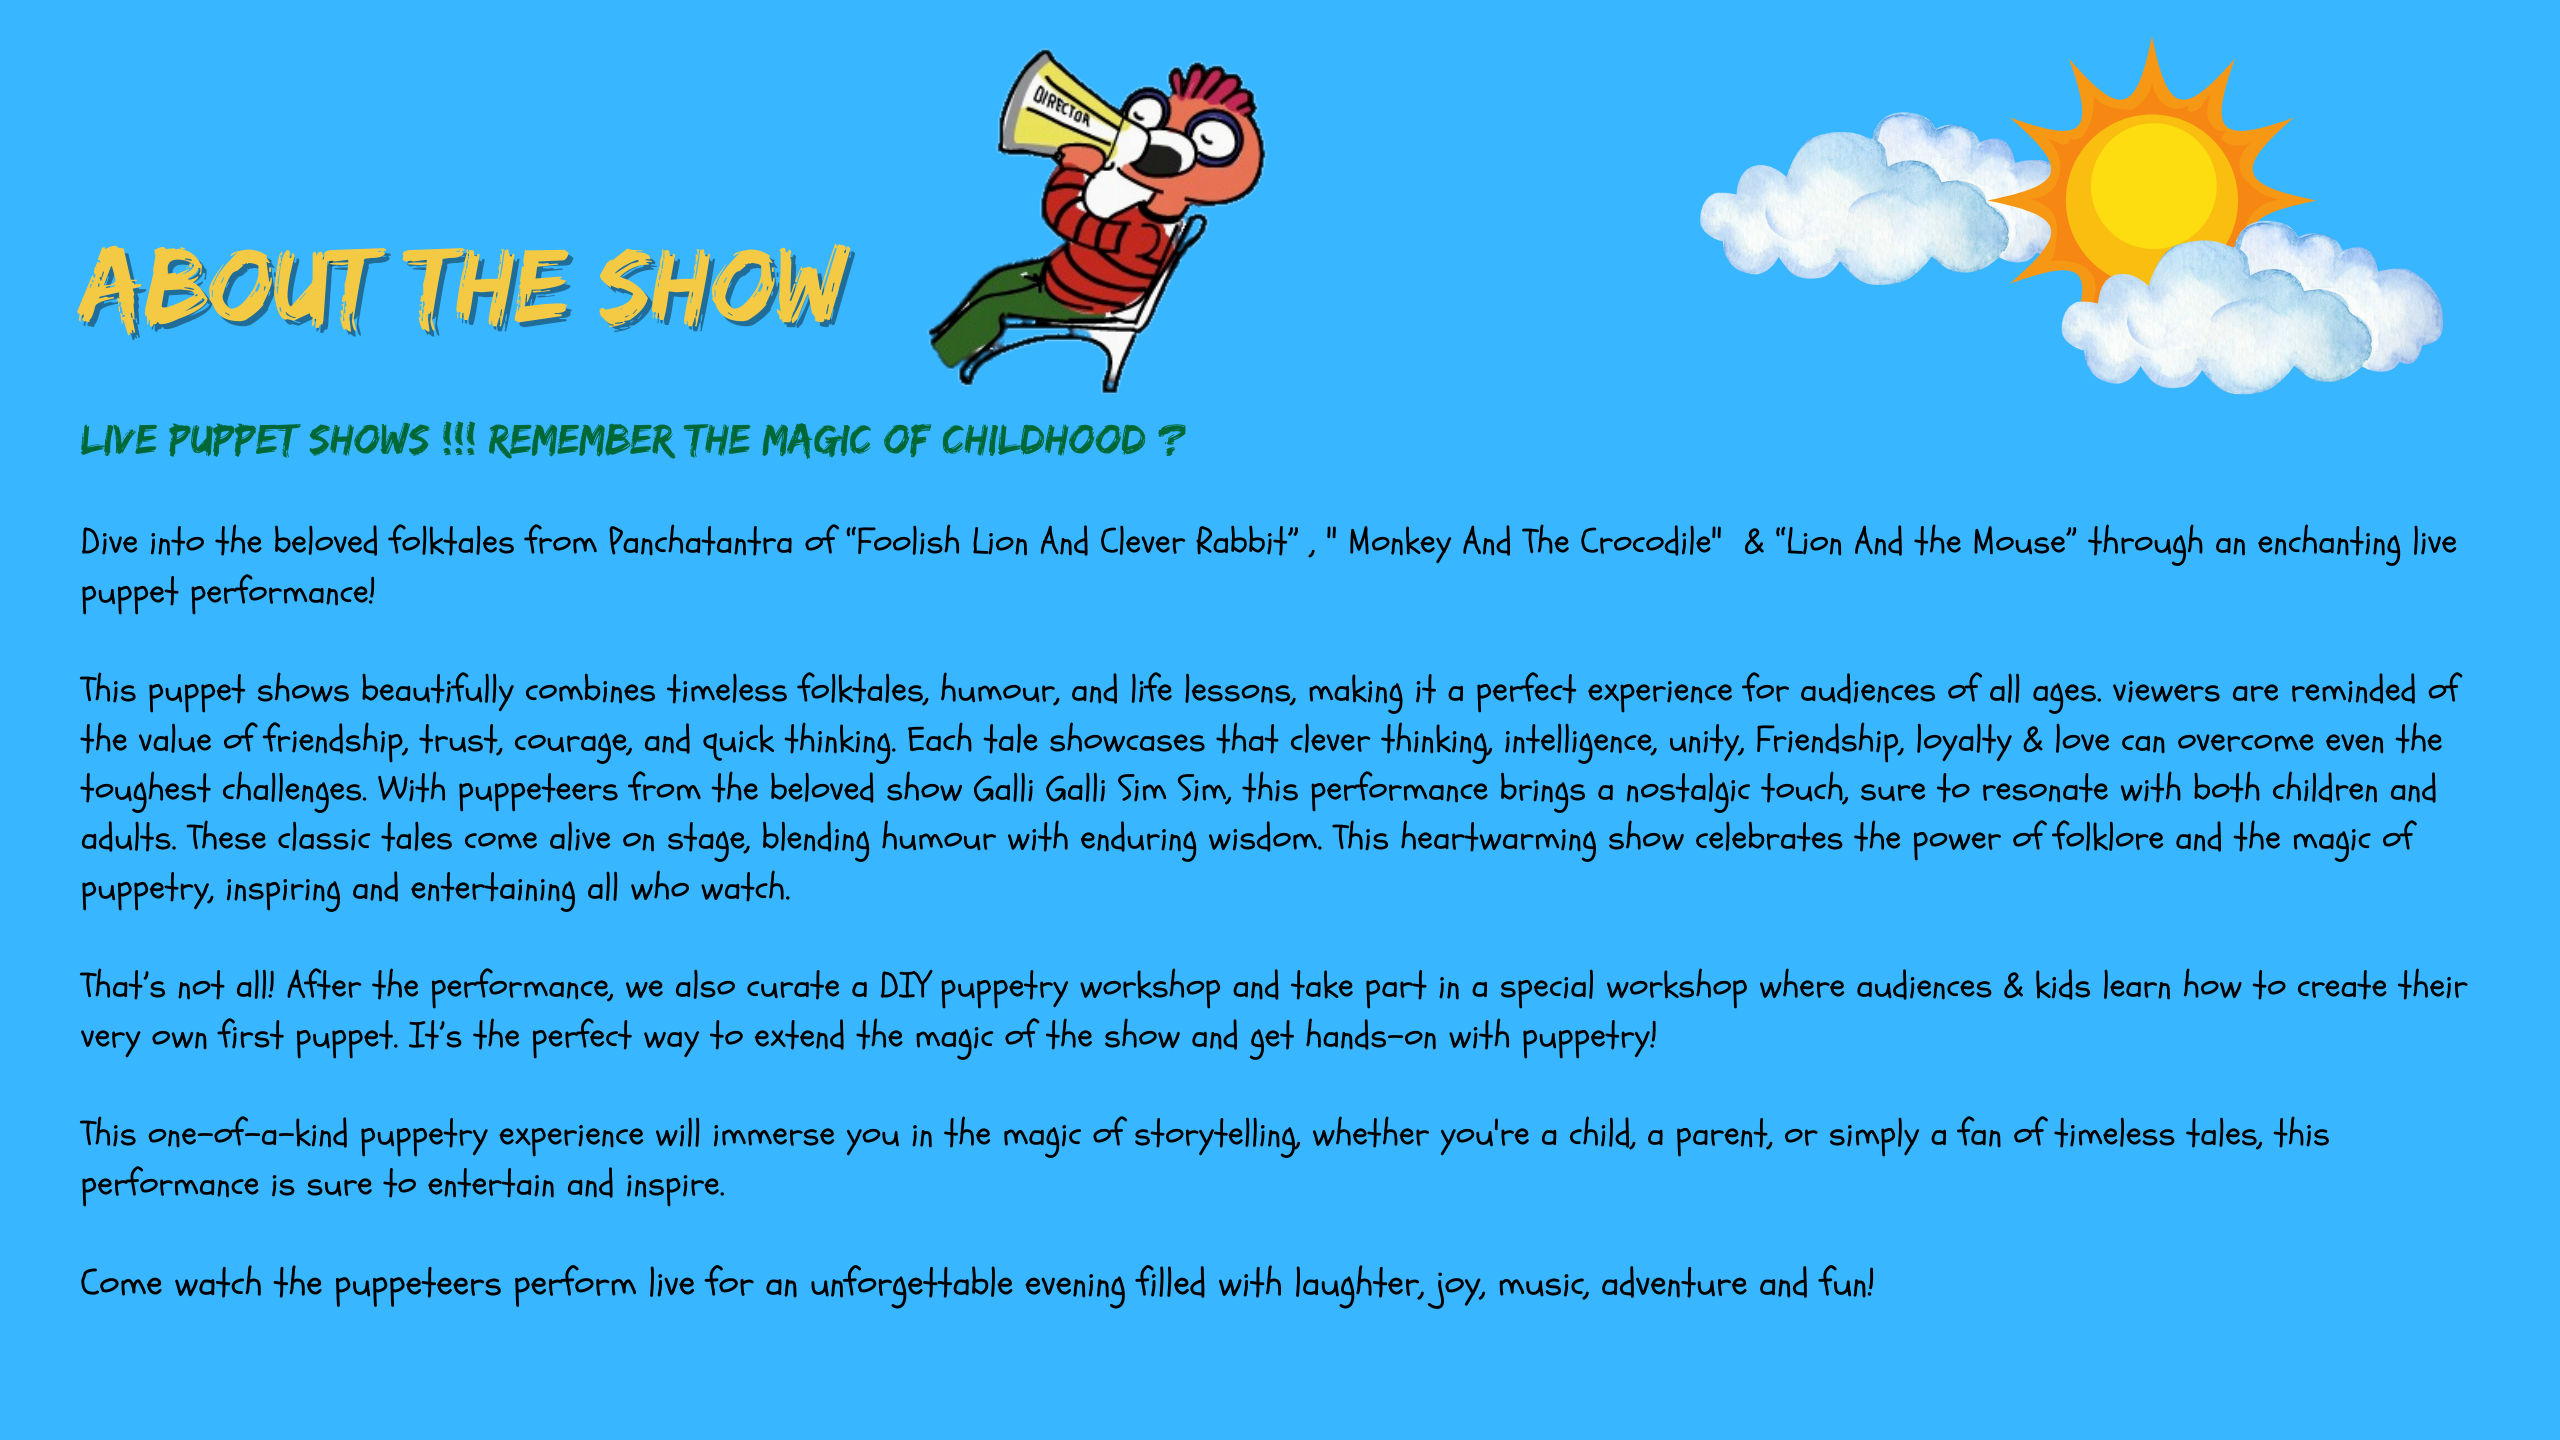 DIRECTOR
ABOUT THE SHOW
LIVE PUPPET SHOWS !!! REMEMBER THE MAGIC OF CHILDHOOD ?
Dive into the beloved folktales from Panchatantra of “Foolish Lion And Clever Rabbit” , " Monkey And The Crocodile"  & “Lion And the Mouse” through an enchanting live
puppet performance!
This puppet shows beautifully combines timeless folktales, humour, and life lessons, making it a perfect experience for audiences of all ages. viewers are reminded of
the value of friendship, trust, courage, and quick thinking. Each tale showcases that clever thinking, intelligence, unity, Friendship, loyalty & love can overcome even the
toughest challenges. With puppeteers from the beloved show Galli Galli Sim Sim, this performance brings a nostalgic touch, sure to resonate with both children and
adults. These classic tales come alive on stage, blending humour with enduring wisdom. This heartwarming show celebrates the power of folklore and the magic of
puppetry, inspiring and entertaining all who watch.
That’s not all! After the performance, we also curate a DIY puppetry workshop and take part in a special workshop where audiences & kids learn how to create their
very own first puppet. It’s the perfect way to extend the magic of the show and get hands-on with puppetry!
This one-of-a-kind puppetry experience will immerse you in the magic of storytelling, whether you're a child, a parent, or simply a fan of timeless tales, this
performance is sure to entertain and inspire.
Come watch the puppeteers perform live for an unforgettable evening filled with laughter, joy, music, adventure and fun!